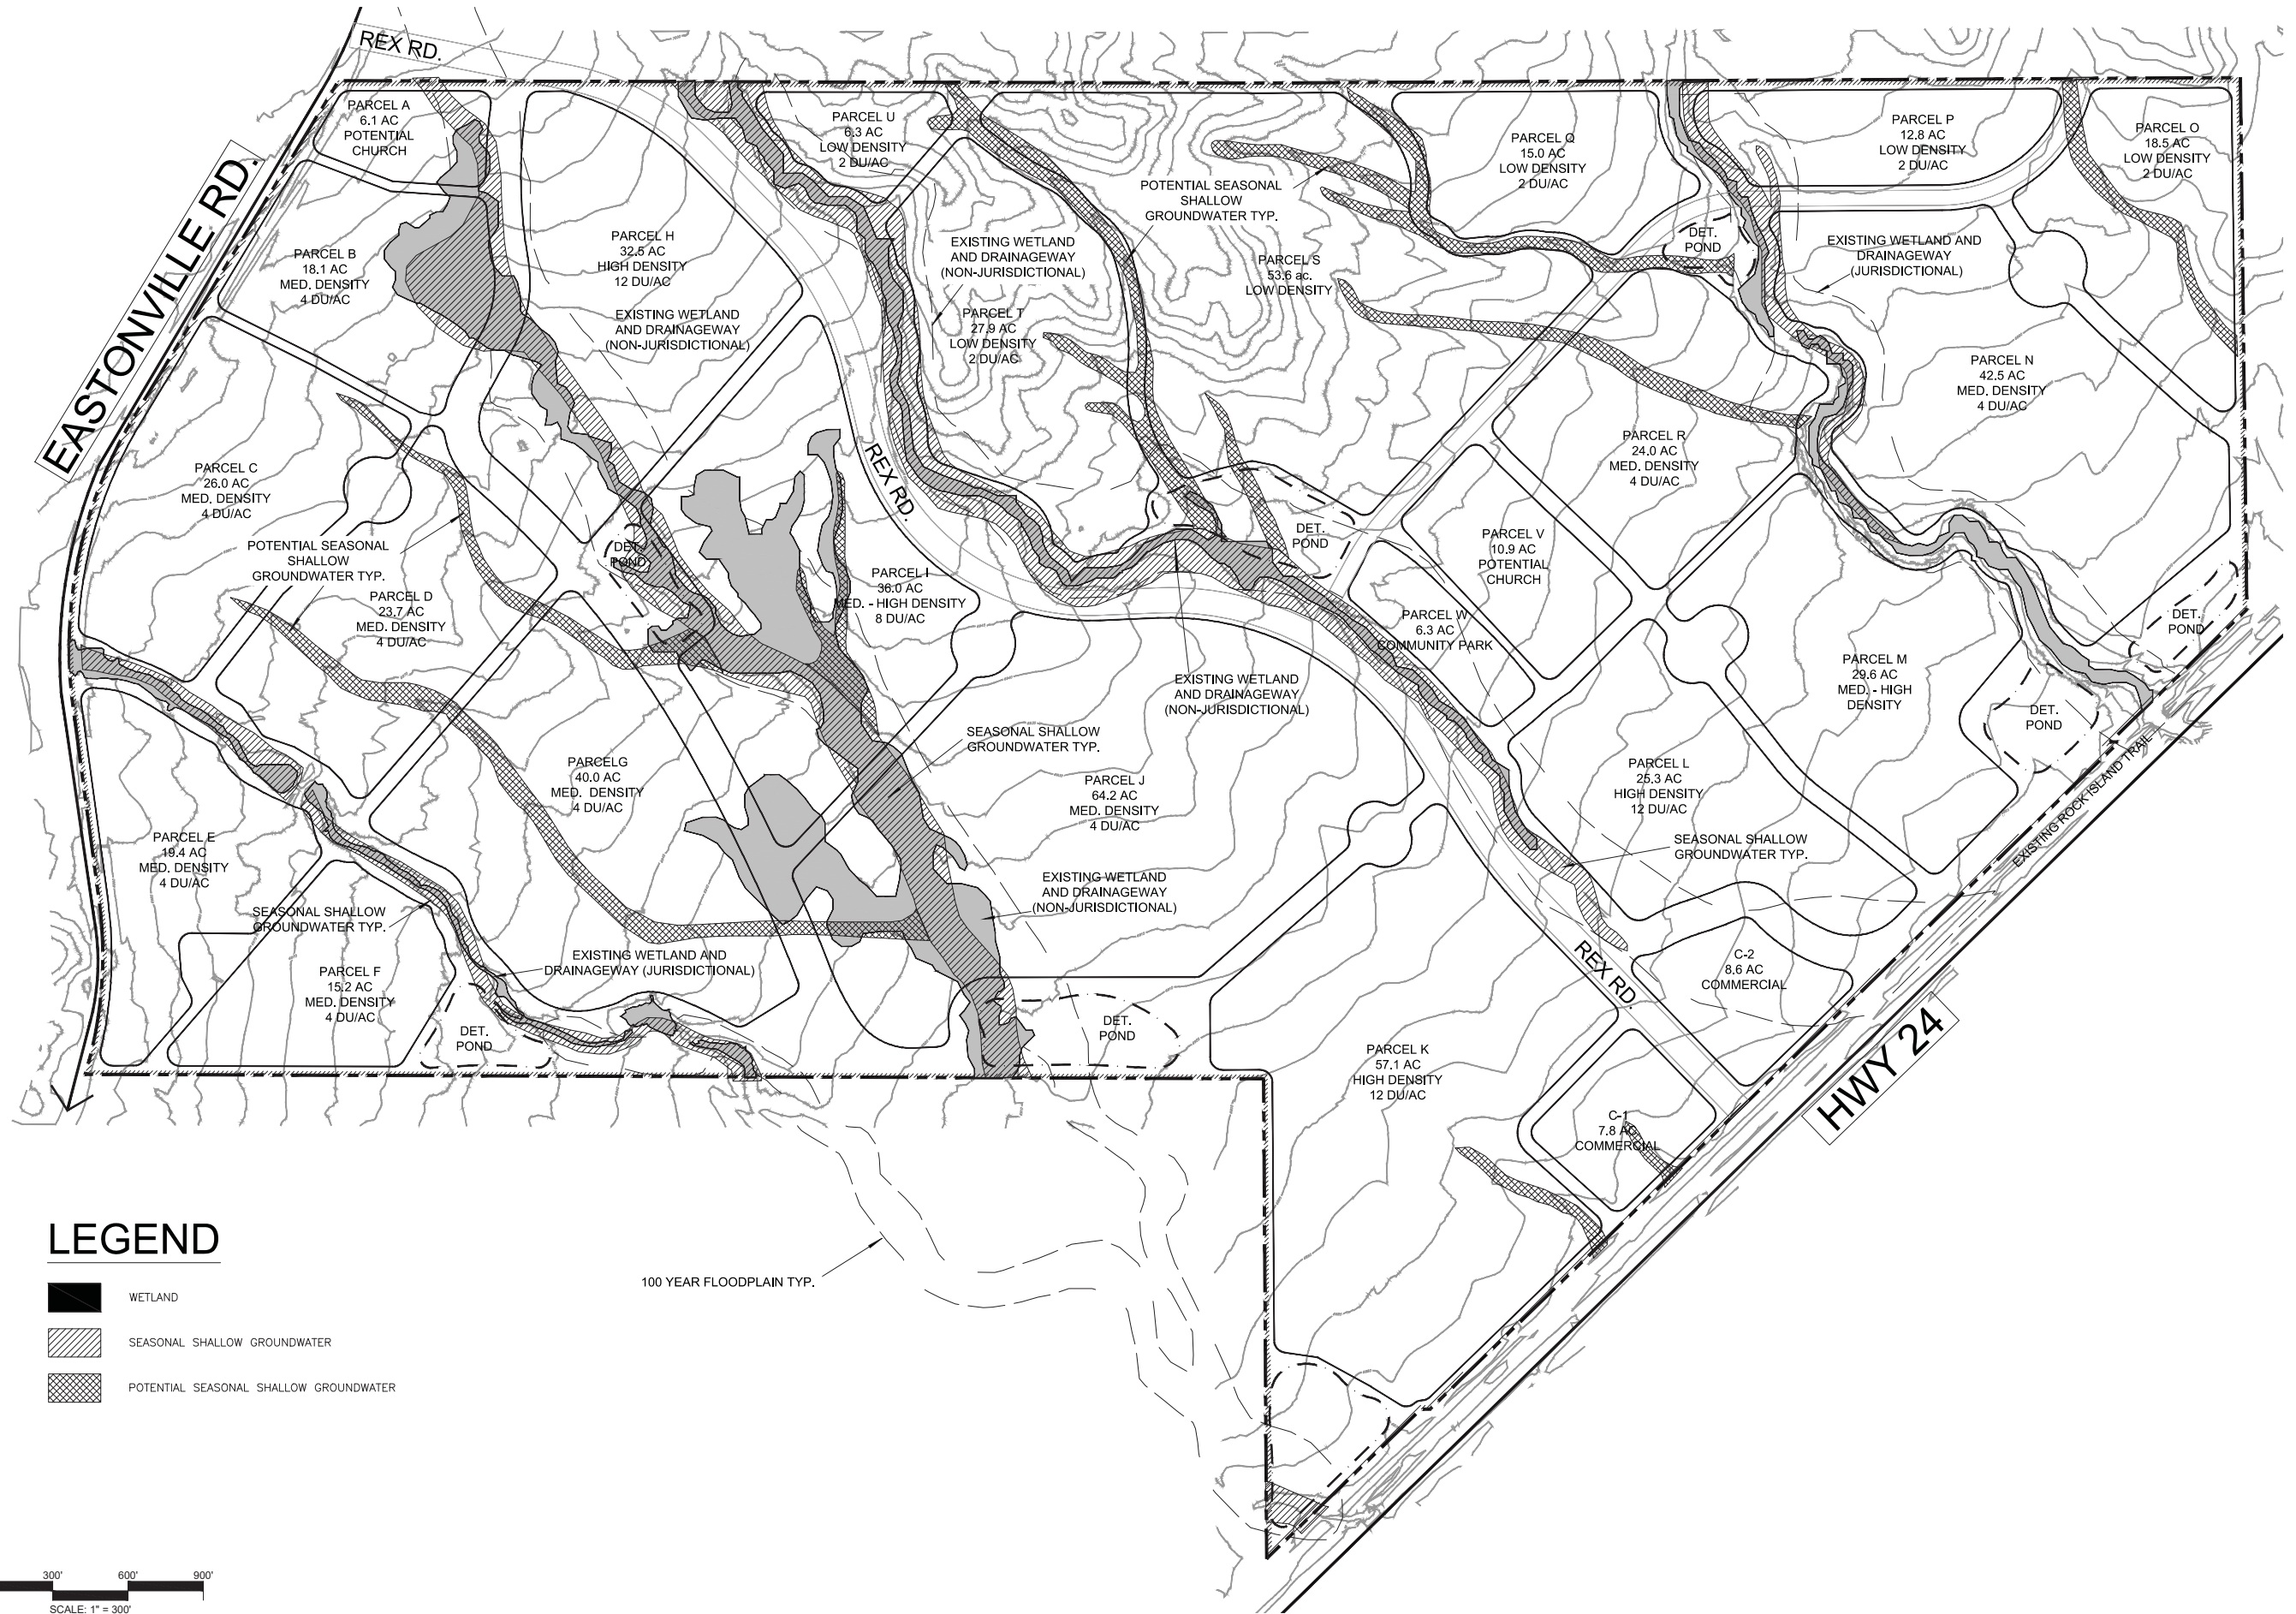 REX RD.
EASTONVILLE RD.
PARCEL A
6.1 AC
POTENTIAL
CHURCH
PARCEL U
6.3 AC
LOW DENSITY
2 DU/AC
PARCEL Q
15.0 AC
LOW DENSITY
2 DU/AC
PARCEL P
12.8 AC
LOW DENSITY
2 DU/AC
PARCEL O
18.5 AC
LOW DENSITY
2 DU/AC
POTENTIAL SEASONAL
SHALLOW
GROUNDWATER TYP.
PARCEL B
18.1 AC
MED. DENSITY
4 DU/AC
PARCEL H
32.5 AC
HIGH DENSITY
12 DU/AC
EXISTING WETLAND
AND DRAINAGEWAY
(NON-JURISDICTIONAL)
EXISTING WETLAND
AND DRAINAGEWAY
(NON-JURISDICTIONAL)
PARCEL S
53.6 ac.
LOW DENSITY
DET.
POND
EXISTING WETLAND AND
DRAINAGEWAY
(JURISDICTIONAL)
PARCEL T
27.9 AC
LOW DENSITY
2 DU/AC
PARCEL N
42.5 AC
MED. DENSITY
4 DU/AC
PARCEL C
26.0 AC
MED. DENSITY
4 DU/AC
REX RD.
PARCEL R
24.0 AC
MED. DENSITY
4 DU/AC
POTENTIAL SEASONAL
SHALLOW
GROUNDWATER TYP.
DET.
POND
DET.
POND
PARCEL V
10.9 AC
POTENTIAL
CHURCH
PARCEL D
23.7 AC
MED. DENSITY
4 DU/AC
PARCEL I
36.0 AC
MED. - HIGH DENSITY
8 DU/AC
PARCEL W
6.3 AC
COMMUNITY PARK
DET.
POND
EXISTING WETLAND
AND DRAINAGEWAY
(NON-JURISDICTIONAL)
PARCEL M
29.6 AC
MED. - HIGH
DENSITY
DET.
POND
SEASONAL SHALLOW
GROUNDWATER TYP.
PARCELG
40.0 AC
MED. DENSITY
4 DU/AC
PARCEL J
64.2 AC
MED. DENSITY
4 DU/AC
PARCEL L
25.3 AC
HIGH DENSITY
12 DU/AC
EXISTING ROCK ISLAND TRAIL
PARCEL E
19.4 AC
MED. DENSITY
4 DU/AC
SEASONAL SHALLOW
GROUNDWATER TYP.
EXISTING WETLAND
AND DRAINAGEWAY
(NON-JURISDICTIONAL)
SEASONAL SHALLOW
GROUNDWATER TYP.
EXISTING WETLAND AND
DRAINAGEWAY (JURISDICTIONAL)
PARCEL F
15.2 AC
MED. DENSITY
4 DU/AC
REX RD.
C-2
8.6 AC
COMMERCIAL
DET.
POND
DET.
POND
HWY 24
PARCEL K
57.1 AC
HIGH DENSITY
12 DU/AC
C-1
7.8 AC
COMMERCIAL
100 YEAR FLOODPLAIN TYP.
LEGEND
WETLAND
SEASONAL SHALLOW GROUNDWATER
POTENTIAL SEASONAL SHALLOW GROUNDWATER
300' 600' 900'
SCALE: 1" = 300'